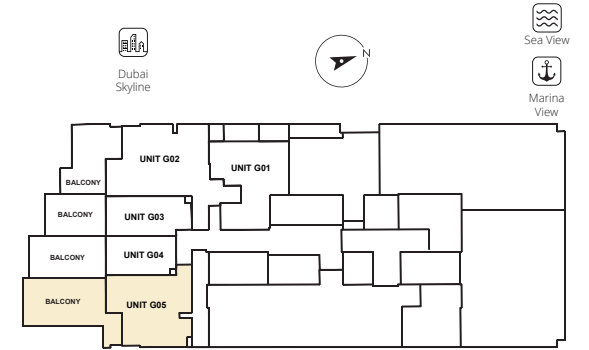 Sea View
Dubai
Skyline
N
Marina
View
UNIT G02
UNIT G01
BALCONY
BALCONY
UNIT G03
BALCONY
UNIT G04
BALCONY
UNIT G05